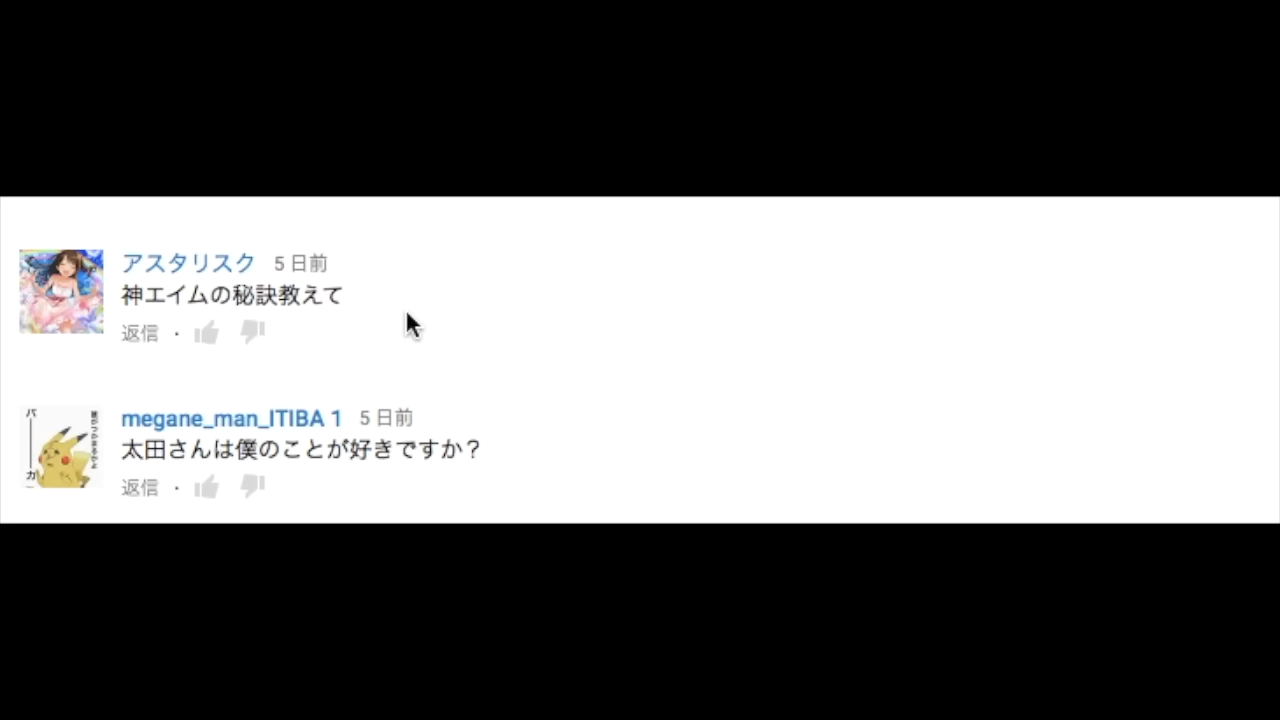 アスタリスク 5 日前
神エイムの秘訣教えて
返信 ・
megane_man_ITIBA 1 5 日前
太田さんは僕のことが好きですか？
返信 ・
バ
カ